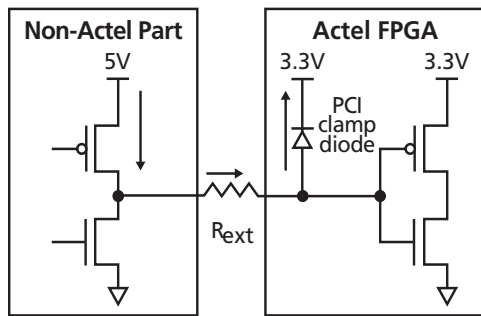 Non-Actel Part
Actel FPGA
5V
3.3V
3.3V
PCI
clamp
diode
Rext